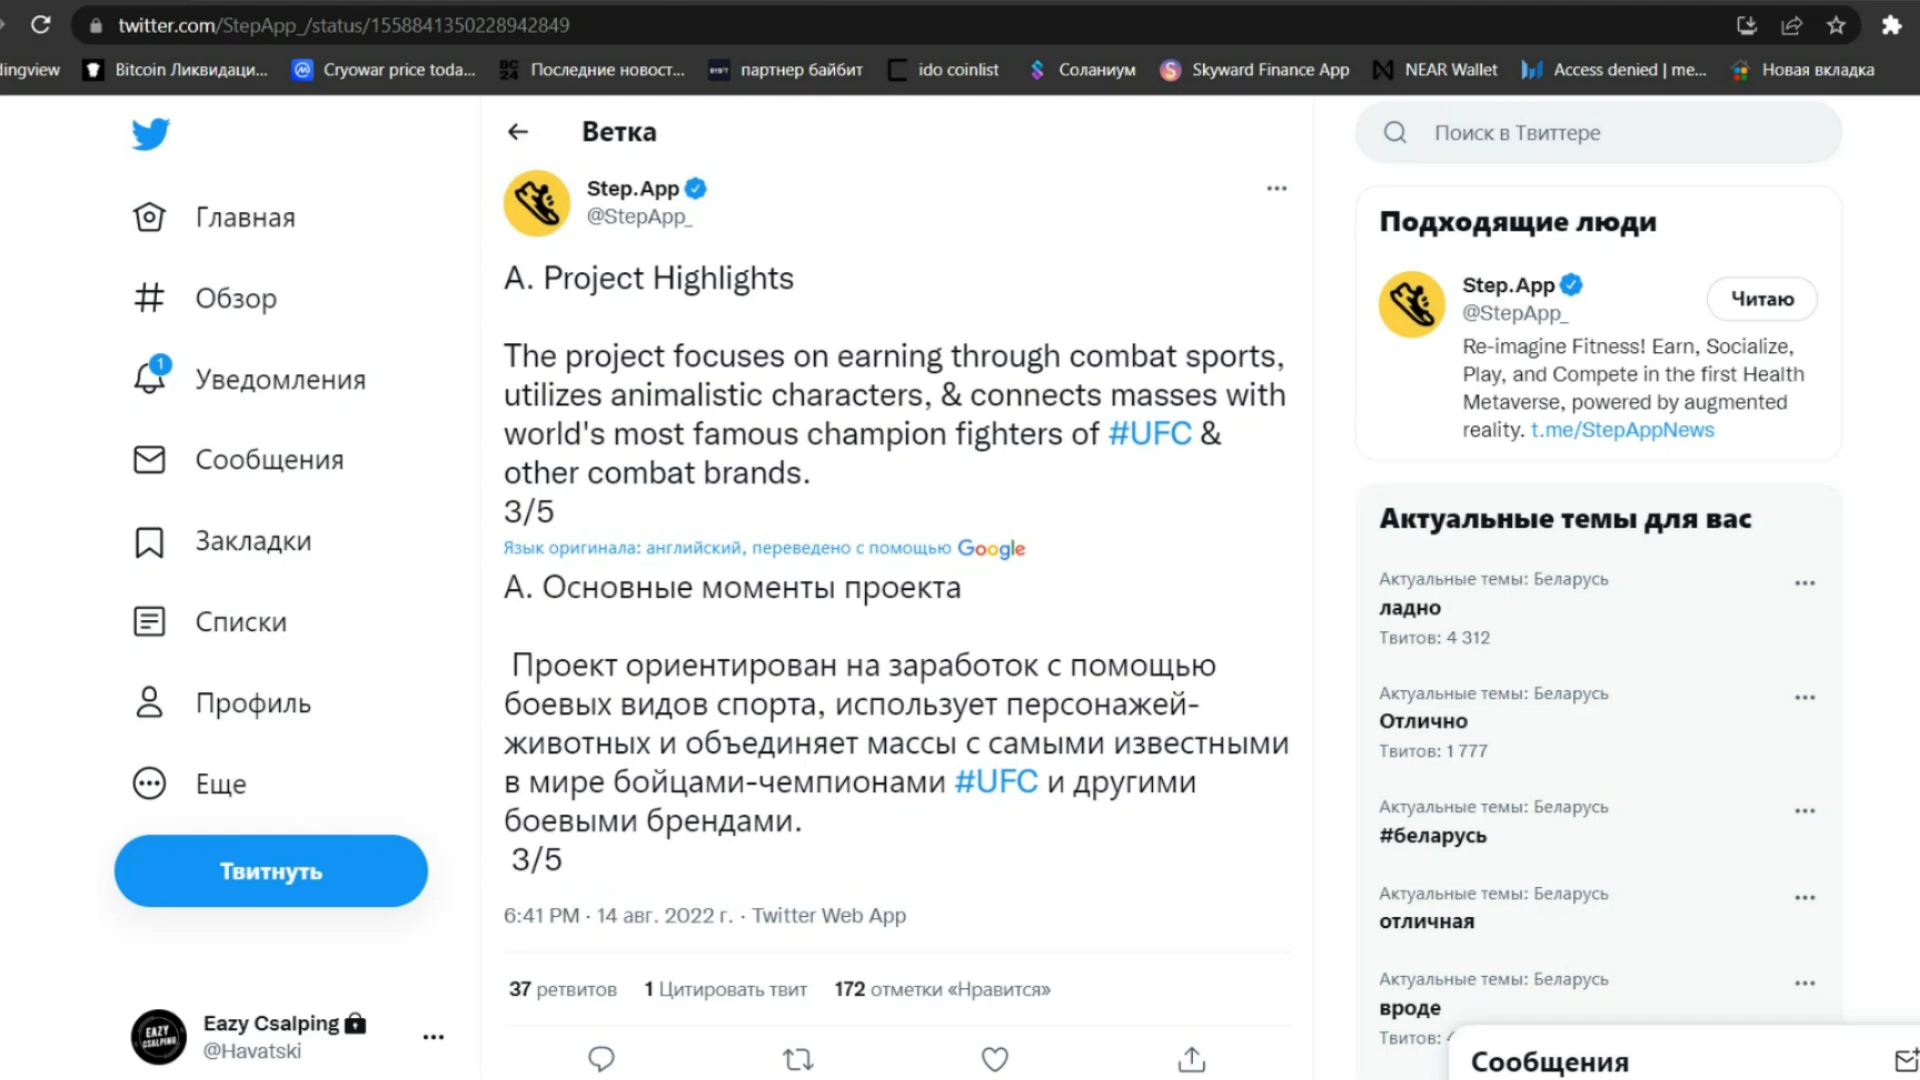 twitter.com/StepApp_/status/1558841350228942849
dingview
Bitcoin Ликвидаци...
Cryowar price toda...
Последние новост...
партнер байбит
ido coinlist
Соланиум
Skyward Finance App
NEAR Wallet
Access denied | me...
Новая вкладка
Главная
Обзор
1
Уведомления
Сообщения
Закладки
Списки
Профиль
Еще
Твитнуть
EAZY
CSALPING
Eazy Csalping
@Havatski
Ветка
Step.App
@StepApp_
A. Project Highlights
The project focuses on earning through combat sports,
utilizes animalistic characters, & connects masses with
world's most famous champion fighters of #UFC &
other combat brands.
3/5
Язык оригинала: английский, переведено с помощью Google
А. Основные моменты проекта
Проект ориентирован на заработок с помощью
боевых видов спорта, использует персонажей-
животных и объединяет массы с самыми известными
в мире бойцами-чемпионами #UFC и другими
боевыми брендами.
3/5
6:41 PM · 14 авг. 2022 г. · Twitter Web App
37 ретвитов 1 Цитировать твит 172 отметки «Нравится»
Поиск в Твиттере
Подходящие люди
Step.App
@StepApp_
Читаю
Re-imagine Fitness! Earn, Socialize,
Play, and Compete in the first Health
Metaverse, powered by augmented
reality. t.me/StepAppNews
Актуальные темы для вас
Актуальные темы: Беларусь
ладно
Твитов: 4 312
Актуальные темы: Беларусь
Отлично
Твитов: 1 777
Актуальные темы: Беларусь
#беларусь
Актуальные темы: Беларусь
отличная
Актуальные темы: Беларусь
вроде
Твитов:
Сообщения